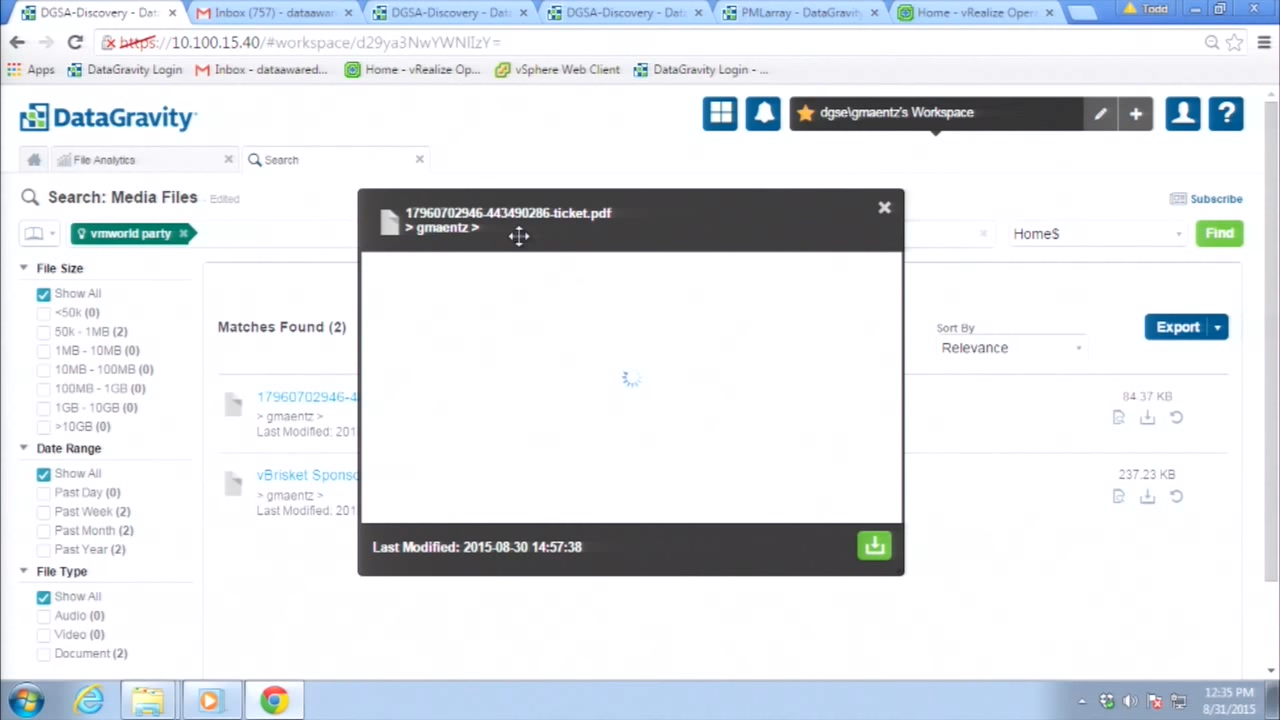 DGSA-Discovery - Dat
Inbox (757) - dataaware
DGSA-Discovery - Dat
DGSA-Discovery - Dat
PMLarray - DataGravit
Home - vRealize Oper
Todd
https://10.100.15.40/#workspace/d29ya3NwYWNlIzY=
Apps
DataGravity Login
Inbox - dataawared...
Home - vRealize Op...
vSphere Web Client
DataGravity Login - ...
DataGravity
dgse\gmaentz's Workspace
File Analytics
Search
Search: Media Files - Edited
Subscribe
vmworld party
Home$
Find
File Size
Show All
<50k (0)
50k - 1MB (2)
1MB - 10MB (0)
10MB - 100MB (0)
100MB - 1GB (0)
1GB - 10GB (0)
>10GB (0)
Date Range
Show All
Past Day (0)
Past Week (2)
Past Month (2)
Past Year (2)
File Type
Show All
Audio (0)
Video (0)
Document (2)
Matches Found (2)
Sort By
Relevance
Export
17960702946-4
> gmaentz >
Last Modified: 201
84.37 KB
vBrisket Sponso
> gmaentz >
Last Modified: 201
237.23 KB
17960702946-443490286-ticket.pdf
> gmaentz >
Last Modified: 2015-08-30 14:57:38
12:35 PM
8/31/2015